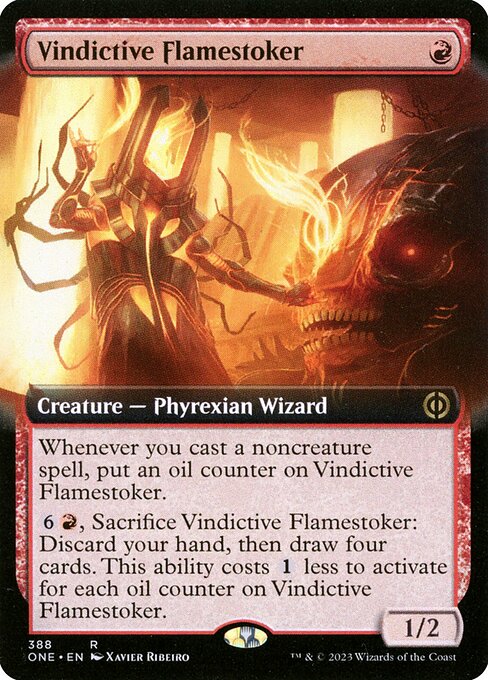 Vindictive Flamestoker
Creature — Phyrexian Wizard
Whenever you cast a noncreature
spell, put an oil counter on Vindictive
Flamestoker.
6 R, Sacrifice Vindictive Flamestoker:
Discard your hand, then draw four
cards. This ability costs 1 less to activate
for each oil counter on Vindictive
Flamestoker.
1/2
388 R
ONE • EN Xavier Ribeiro
™ & © 2023 Wizards of the Coast